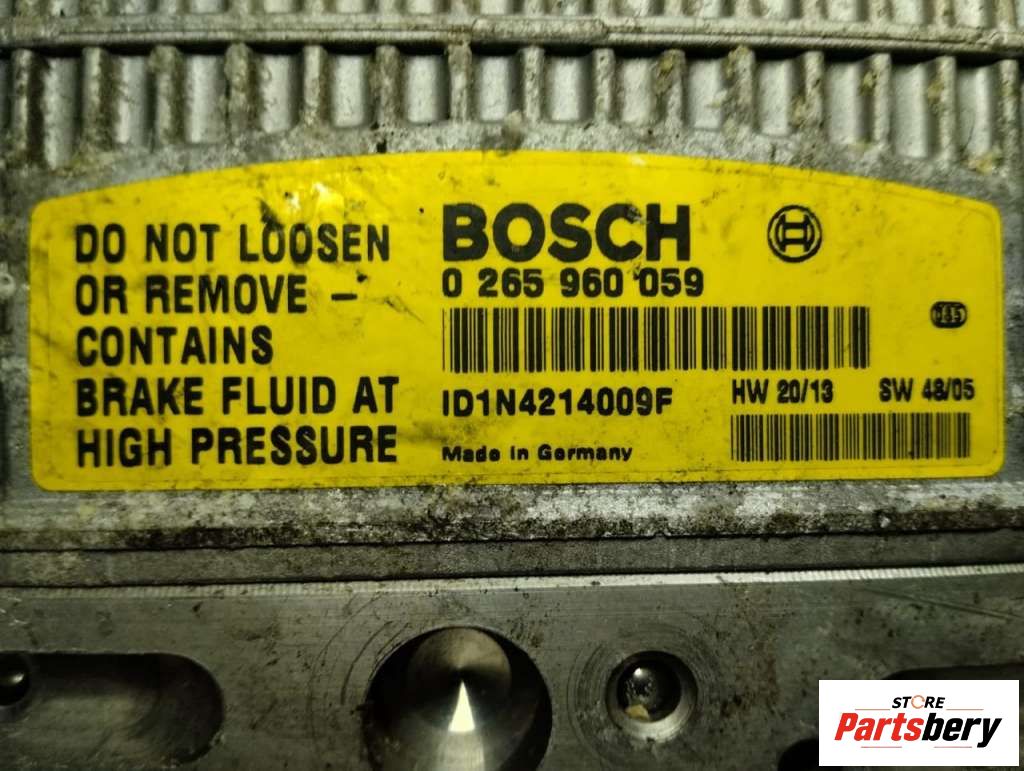 DO NOT LOOSEN
OR REMOVE –
CONTAINS
BRAKE FLUID AT
HIGH PRESSURE
BOSCH
0 265 960 059
ID1N4214009F
HW 20/13 SW 48/05
Made in Germany
STORE
Partsbery